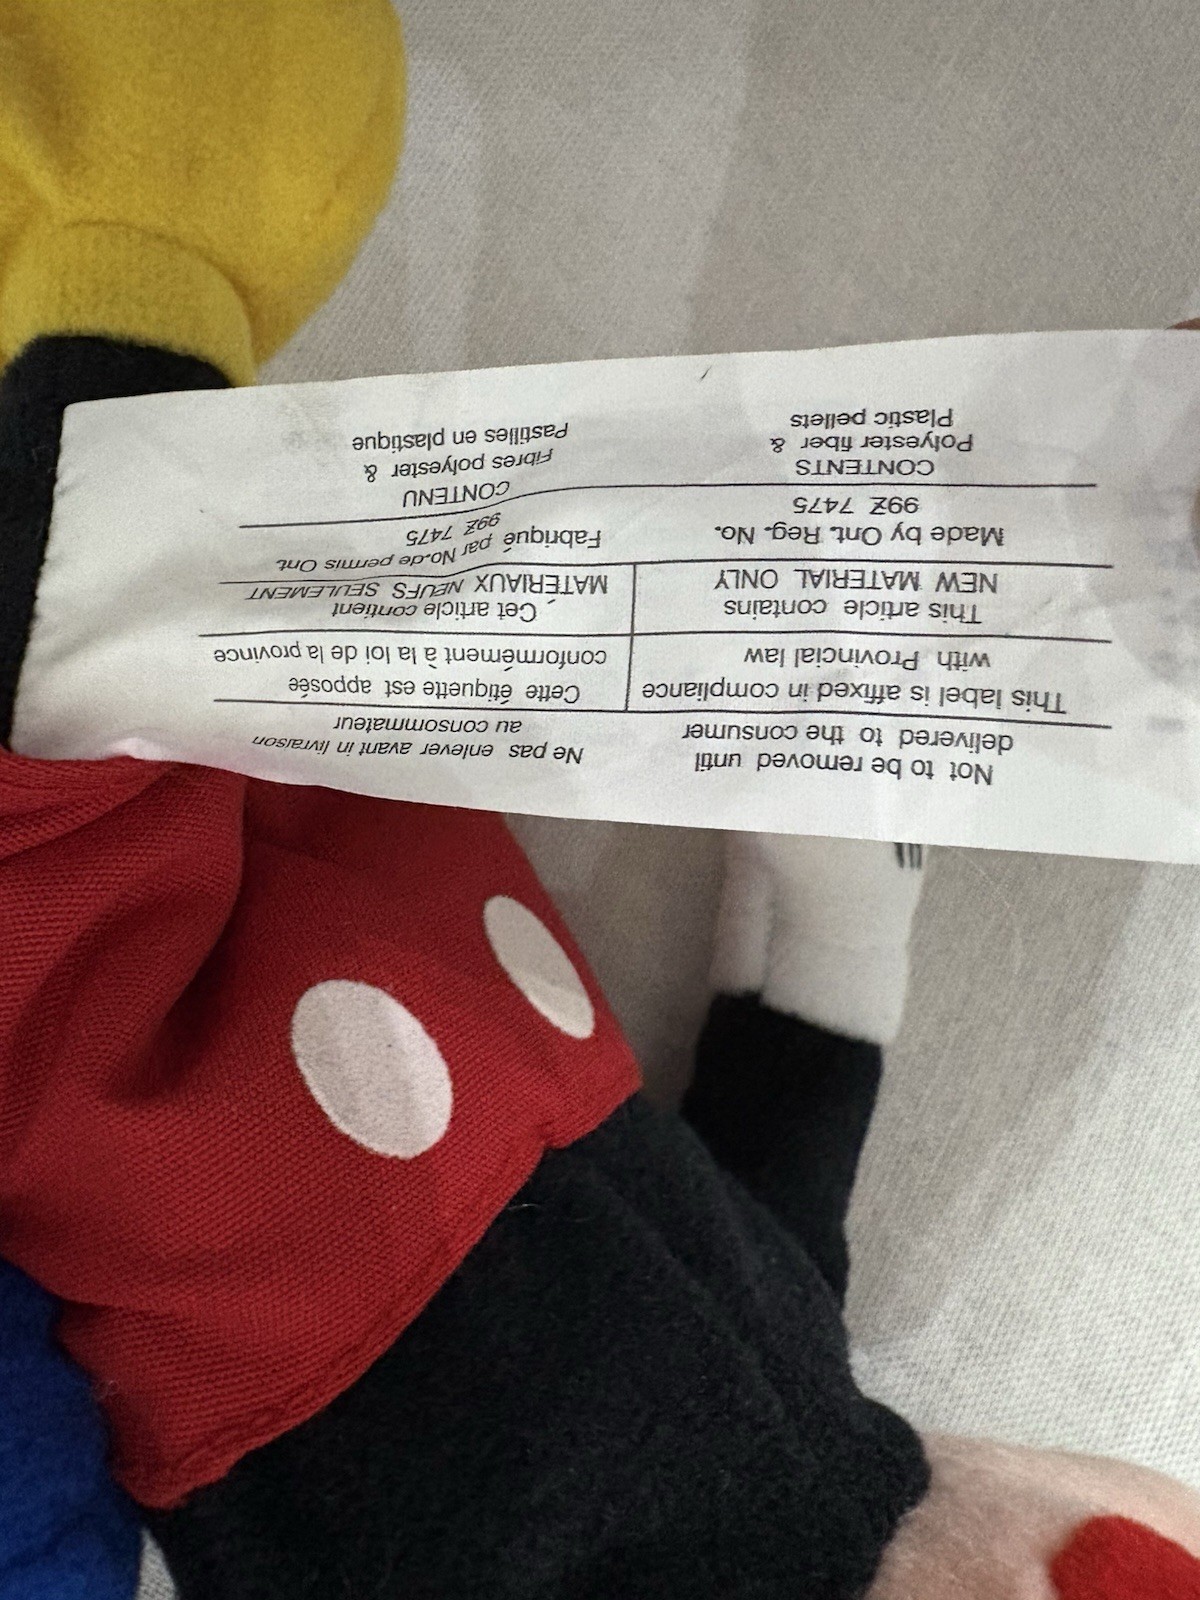 Not to be removed until
delivered to the consumer
Ne pas enlever avant in livraison
au consommateur
This label is affixed in compliance
with Provincial law
Cette étiquette est apposée
conformément à la loi de la province
This article contains
NEW MATERIAL ONLY
Cet article contient
MATÉRIAUX NEUFS SEULEMENT
Made by Ont. Reg. No.
99Z 7475
Fabriqué par No.de permis Ont.
99Z 7475
CONTENTS
Polyester fiber &
Plastic pellets
CONTENU
Fibres polyester &
Pastilles en plastique